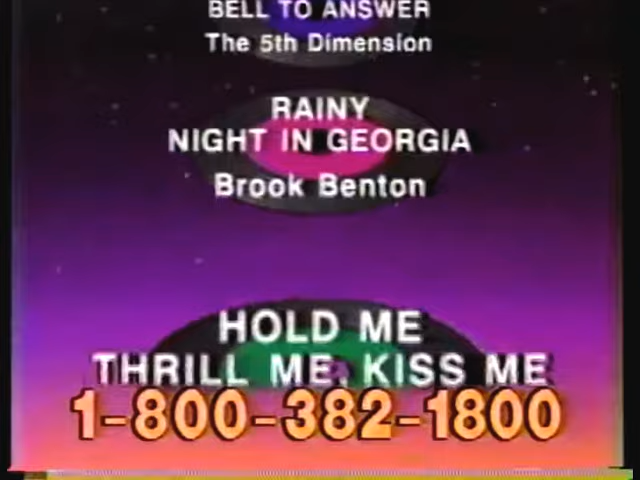 BELL TO ANSWER
The 5th Dimension
RAINY
NIGHT IN GEORGIA
Brook Benton
HOLD ME
THRILL ME, KISS ME
1-800-382-1800